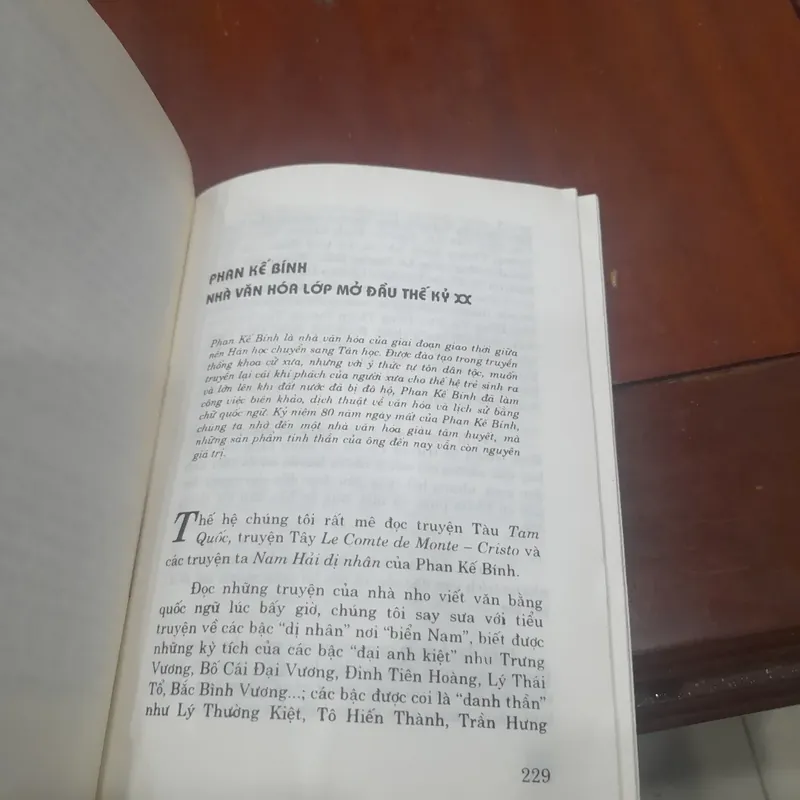 PHAN KẾ BÍNH
NHÀ VĂN HÓA LỚP MỞ ĐẦU THẾ KỶ XX
Phan Kế Bính là nhà văn hóa của giai đoạn giao thời giữa
nền Hán học chuyển sang Tân học. Được đào tạo trong truyền
thống khoa cử xưa, nhưng với ý thức tự tôn dân tộc, muốn
truyền lại cái khí phách của người xưa cho thế hệ trẻ sinh ra
và lớn lên khi đất nước đã bị đô hộ, Phan Kế Bính đã làm
công việc biên khảo, dịch thuật về văn hóa và lịch sử bằng
chữ quốc ngữ. Kỷ niệm 80 năm ngày mất của Phan Kế Bính,
chúng ta nhớ đến một nhà văn hóa giàu tâm huyết, mà
những sản phẩm tinh thần của ông đến nay vẫn còn nguyên
giá trị.
Thế hệ chúng tôi rất mê đọc truyện Tàu Tam
Quốc, truyện Tây Le Comte de Monte – Cristo và
các truyện ta Nam Hải dị nhân của Phan Kế Bính.
Đọc những truyện của nhà nho viết văn bằng
quốc ngữ lúc bấy giờ, chúng tôi say sưa với tiểu
truyện về các bậc "dị nhân" nơi "biển Nam", biết được
những kỳ tích của các bậc "đại anh kiệt" như Trưng
Vương, Bố Cái Đại Vương, Đinh Tiên Hoàng, Lý Thái
Tổ, Bắc Bình Vương...; các bậc được coi là "danh thần"
như Lý Thường Kiệt, Tô Hiến Thành, Trần Hưng
229